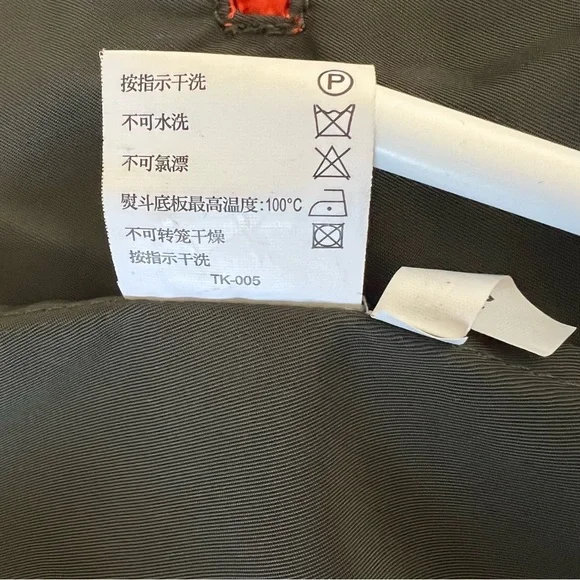 按指示干洗 P
不可水洗
不可氯漂
熨斗底板最高温度:100°C
不可转笼干燥
按指示干洗
TK-005